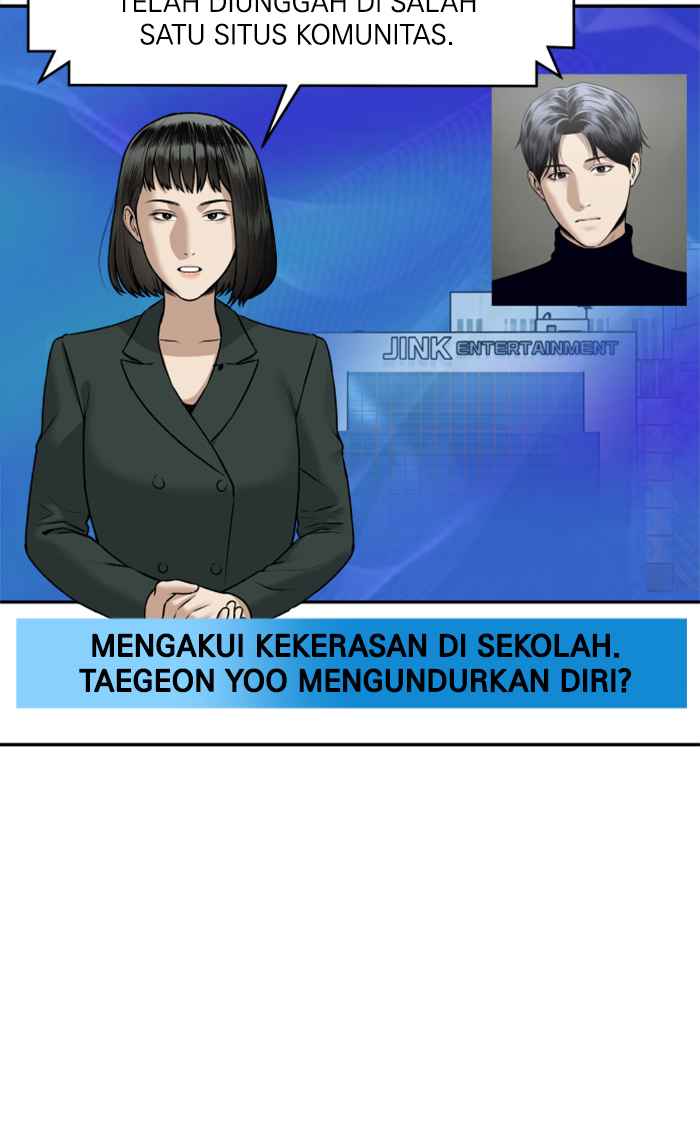 TELAH DIUNGGAH DI SALAH
SATU SITUS KOMUNITAS.
JINK ENTERTAINMENT
MENGAKUI KEKERASAN DI SEKOLAH.
TAEGEON YOO MENGUNDURKAN DIRI?